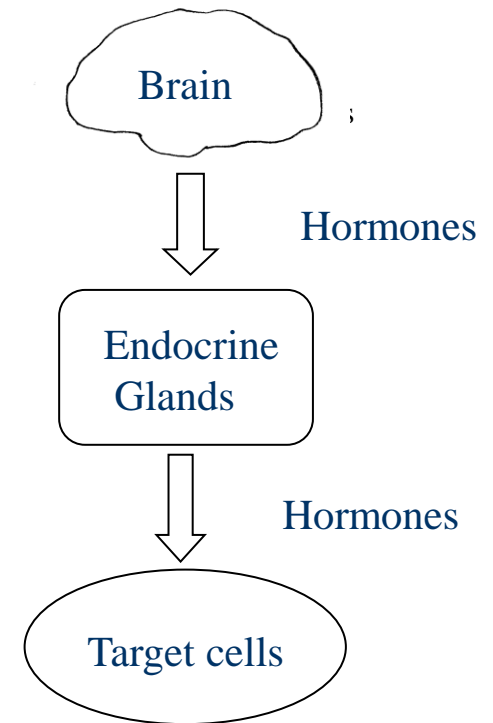 Brain
Hormones
Endocrine
Glands
Hormones
Target cells